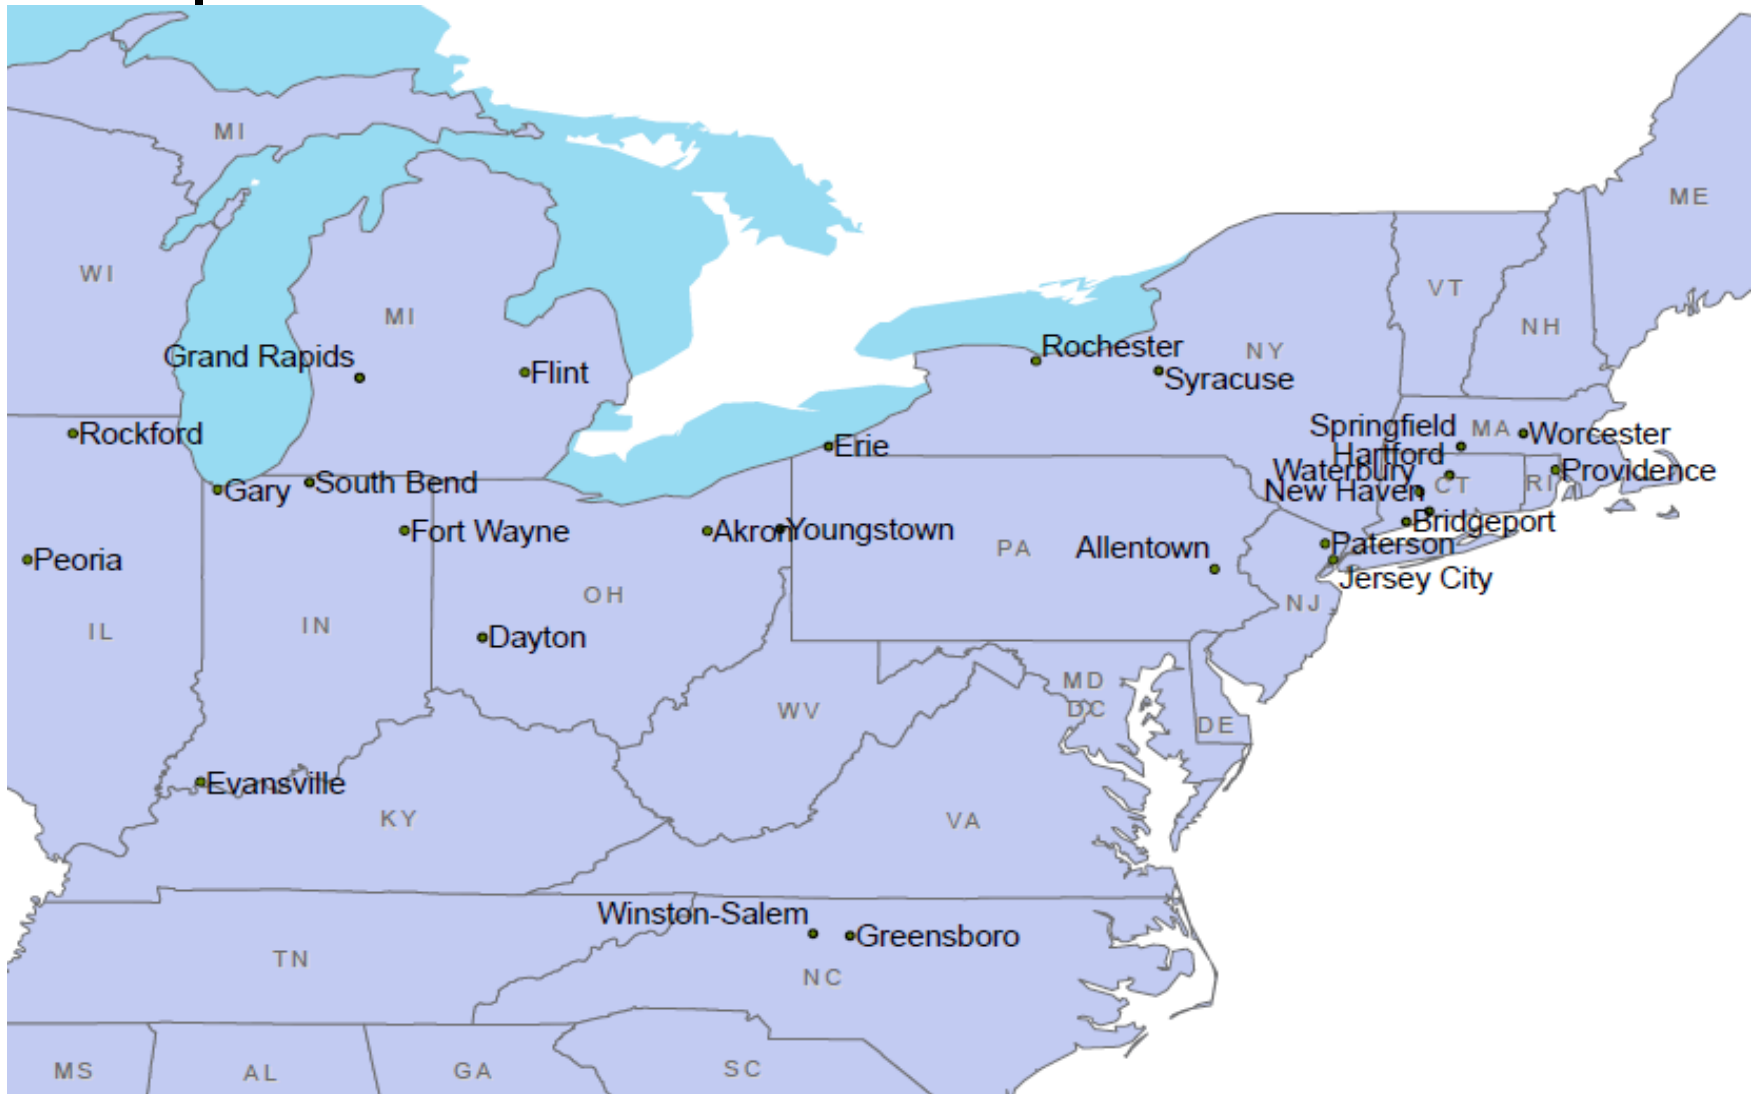 MI
ME
WI
VT
MI
NH
Rochester
NY
Grand Rapids
Flint
Syracuse
Springfield
MA
Worcester
Rockford
Erie
Hartford
Waterbury
Providence
Gary
South Bend
CT
RI
New Haven
Bridgeport
Fort Wayne
Akron
Youngstown
Paterson
PA
Allentown
Peoria
Jersey City
OH
NJ
IL
IN
Dayton
MD
DC
WV
DE
Evansville
KY
VA
Winston-Salem
Greensboro
TN
NC
MS
AL
GA
SC